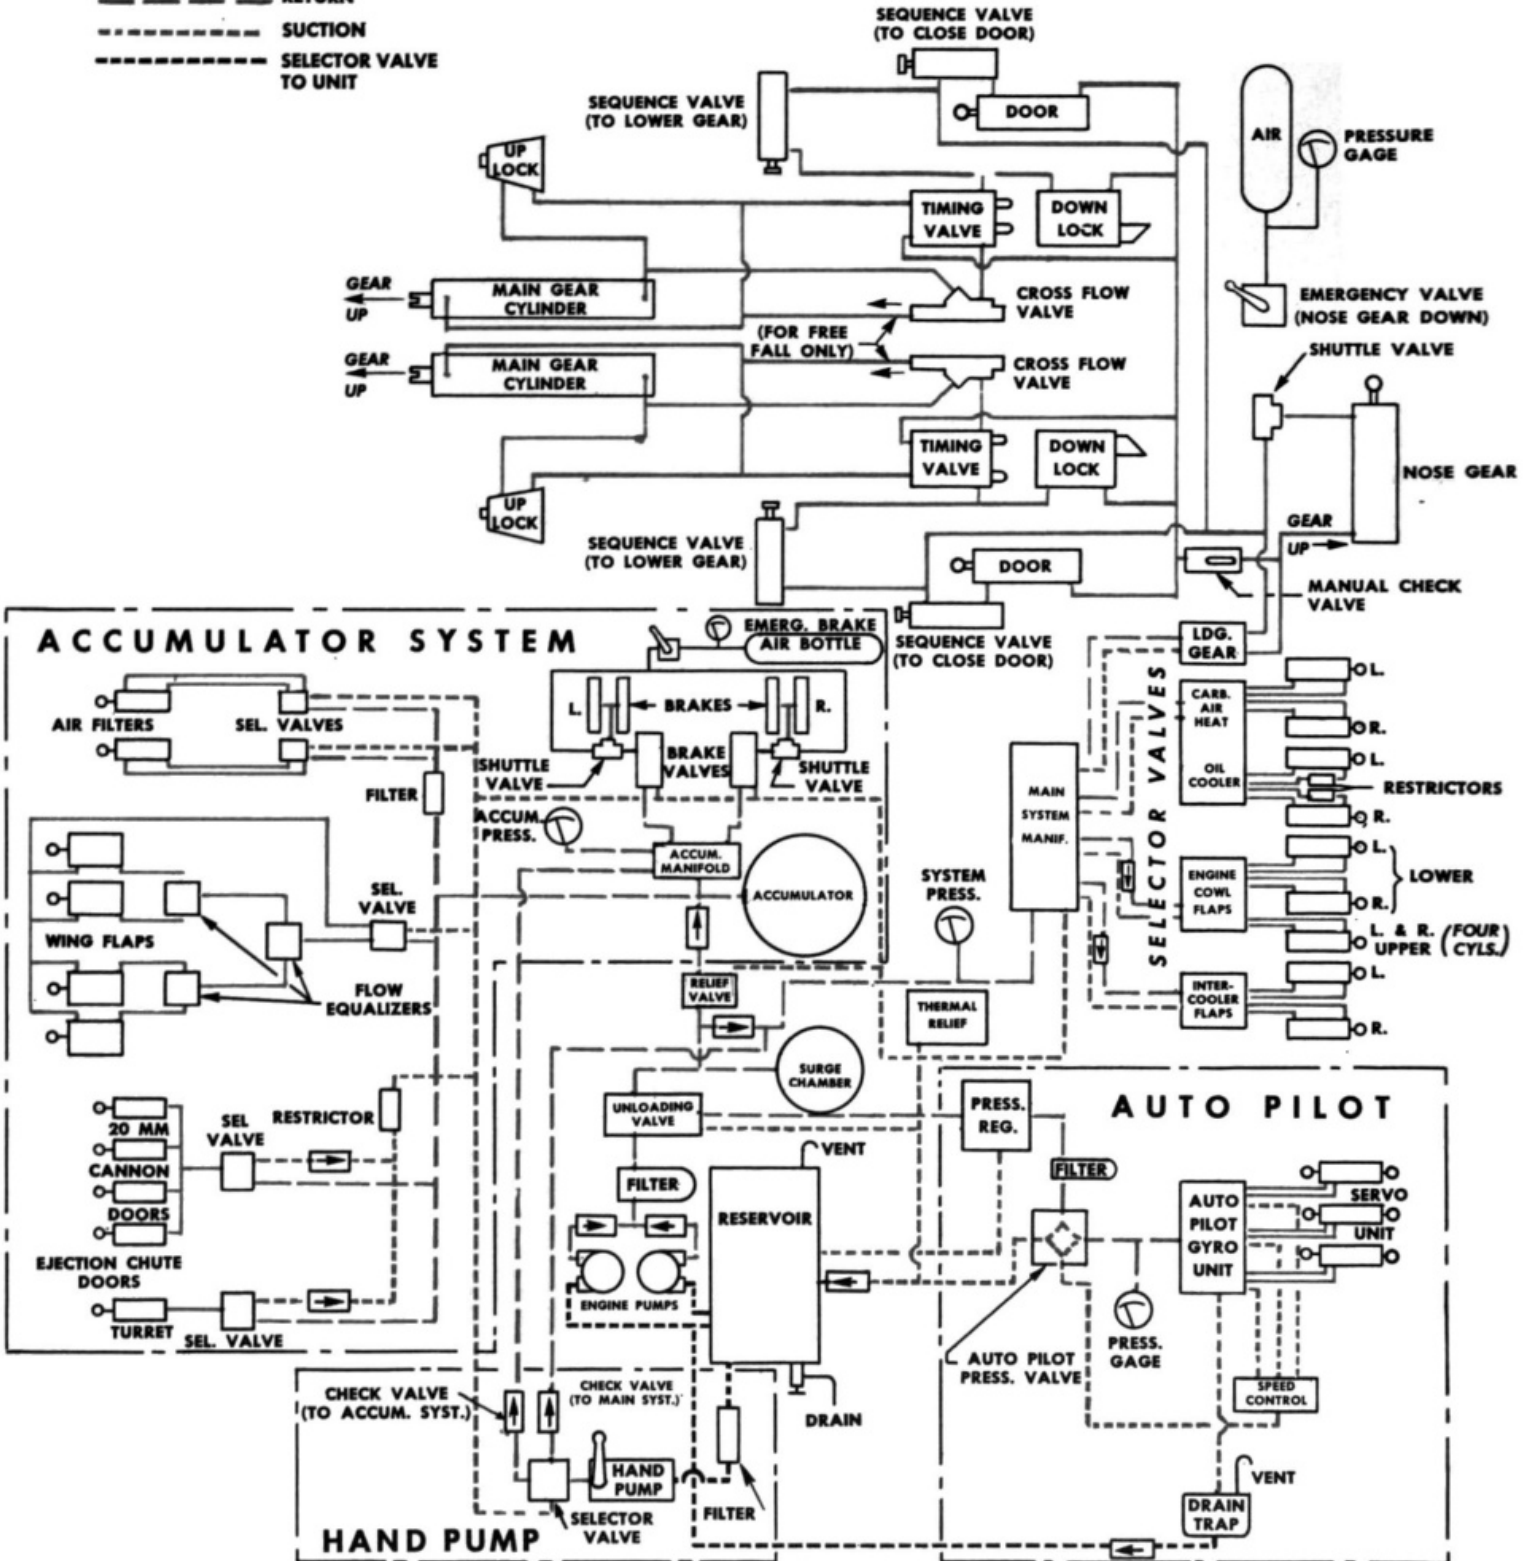 RETURN
SUCTION
SELECTOR VALVE
TO UNIT
SEQUENCE VALVE
(TO CLOSE DOOR)
SEQUENCE VALVE
(TO LOWER GEAR)
DOOR
AIR
PRESSURE
GAGE
UP
LOCK
TIMING
VALVE
DOWN
LOCK
GEAR
UP
MAIN GEAR
CYLINDER
CROSS FLOW
VALVE
EMERGENCY VALVE
(NOSE GEAR DOWN)
(FOR FREE
FALL ONLY)
SHUTTLE VALVE
GEAR
UP
MAIN GEAR
CYLINDER
CROSS FLOW
VALVE
TIMING
VALVE
DOWN
LOCK
NOSE GEAR
UP
LOCK
GEAR
UP
SEQUENCE VALVE
(TO LOWER GEAR)
DOOR
MANUAL CHECK
VALVE
SEQUENCE VALVE
(TO CLOSE DOOR)
ACCUMULATOR SYSTEM
EMERG. BRAKE
AIR BOTTLE
LDG.
GEAR
AIR FILTERS
SEL. VALVES
L.
BRAKES
R.
BRAKE
VALVES
SHUTTLE
VALVE
SHUTTLE
VALVE
FILTER
ACCUM.
PRESS.
ACCUM.
MANIFOLD
ACCUMULATOR
SEL.
VALVE
WING FLAPS
FLOW
EQUALIZERS
SELECTOR VALVES
MAIN
SYSTEM
MANIF.
CARB.
AIR
HEAT
OIL
COOLER
L.
R.
L.
RESTRICTORS
R.
ENGINE
COWL
FLAPS
L.
LOWER
R.
L. & R. (FOUR
UPPER CYLS.)
INTER-
COOLER
FLAPS
L.
R.
SYSTEM
PRESS.
RELIEF
VALVE
THERMAL
RELIEF
SURGE
CHAMBER
UNLOADING
VALVE
20 MM
CANNON
DOORS
SEL
VALVE
RESTRICTOR
EJECTION CHUTE
DOORS
TURRET
SEL. VALVE
VENT
FILTER
RESERVOIR
ENGINE PUMPS
DRAIN
AUTO PILOT
PRESS.
REG.
FILTER
AUTO
PILOT
GYRO
UNIT
SERVO
UNIT
PRESS.
GAGE
AUTO PILOT
PRESS. VALVE
SPEED
CONTROL
VENT
DRAIN
TRAP
CHECK VALVE
(TO ACCUM. SYST.)
CHECK VALVE
(TO MAIN SYST.)
HAND
PUMP
FILTER
SELECTOR
VALVE
HAND PUMP